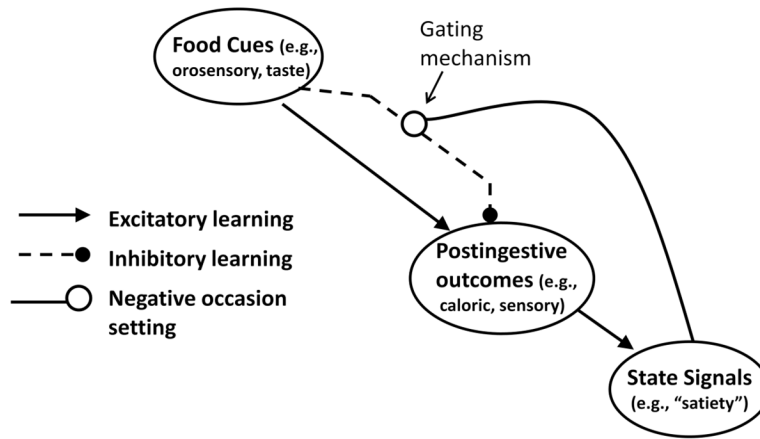 Food Cues (e.g.,
orosensory, taste)
Gating
mechanism
Excitatory learning
Inhibitory learning
Negative occasion
setting
Postingestive
outcomes (e.g.,
caloric, sensory)
State Signals
(e.g., “satiety”)